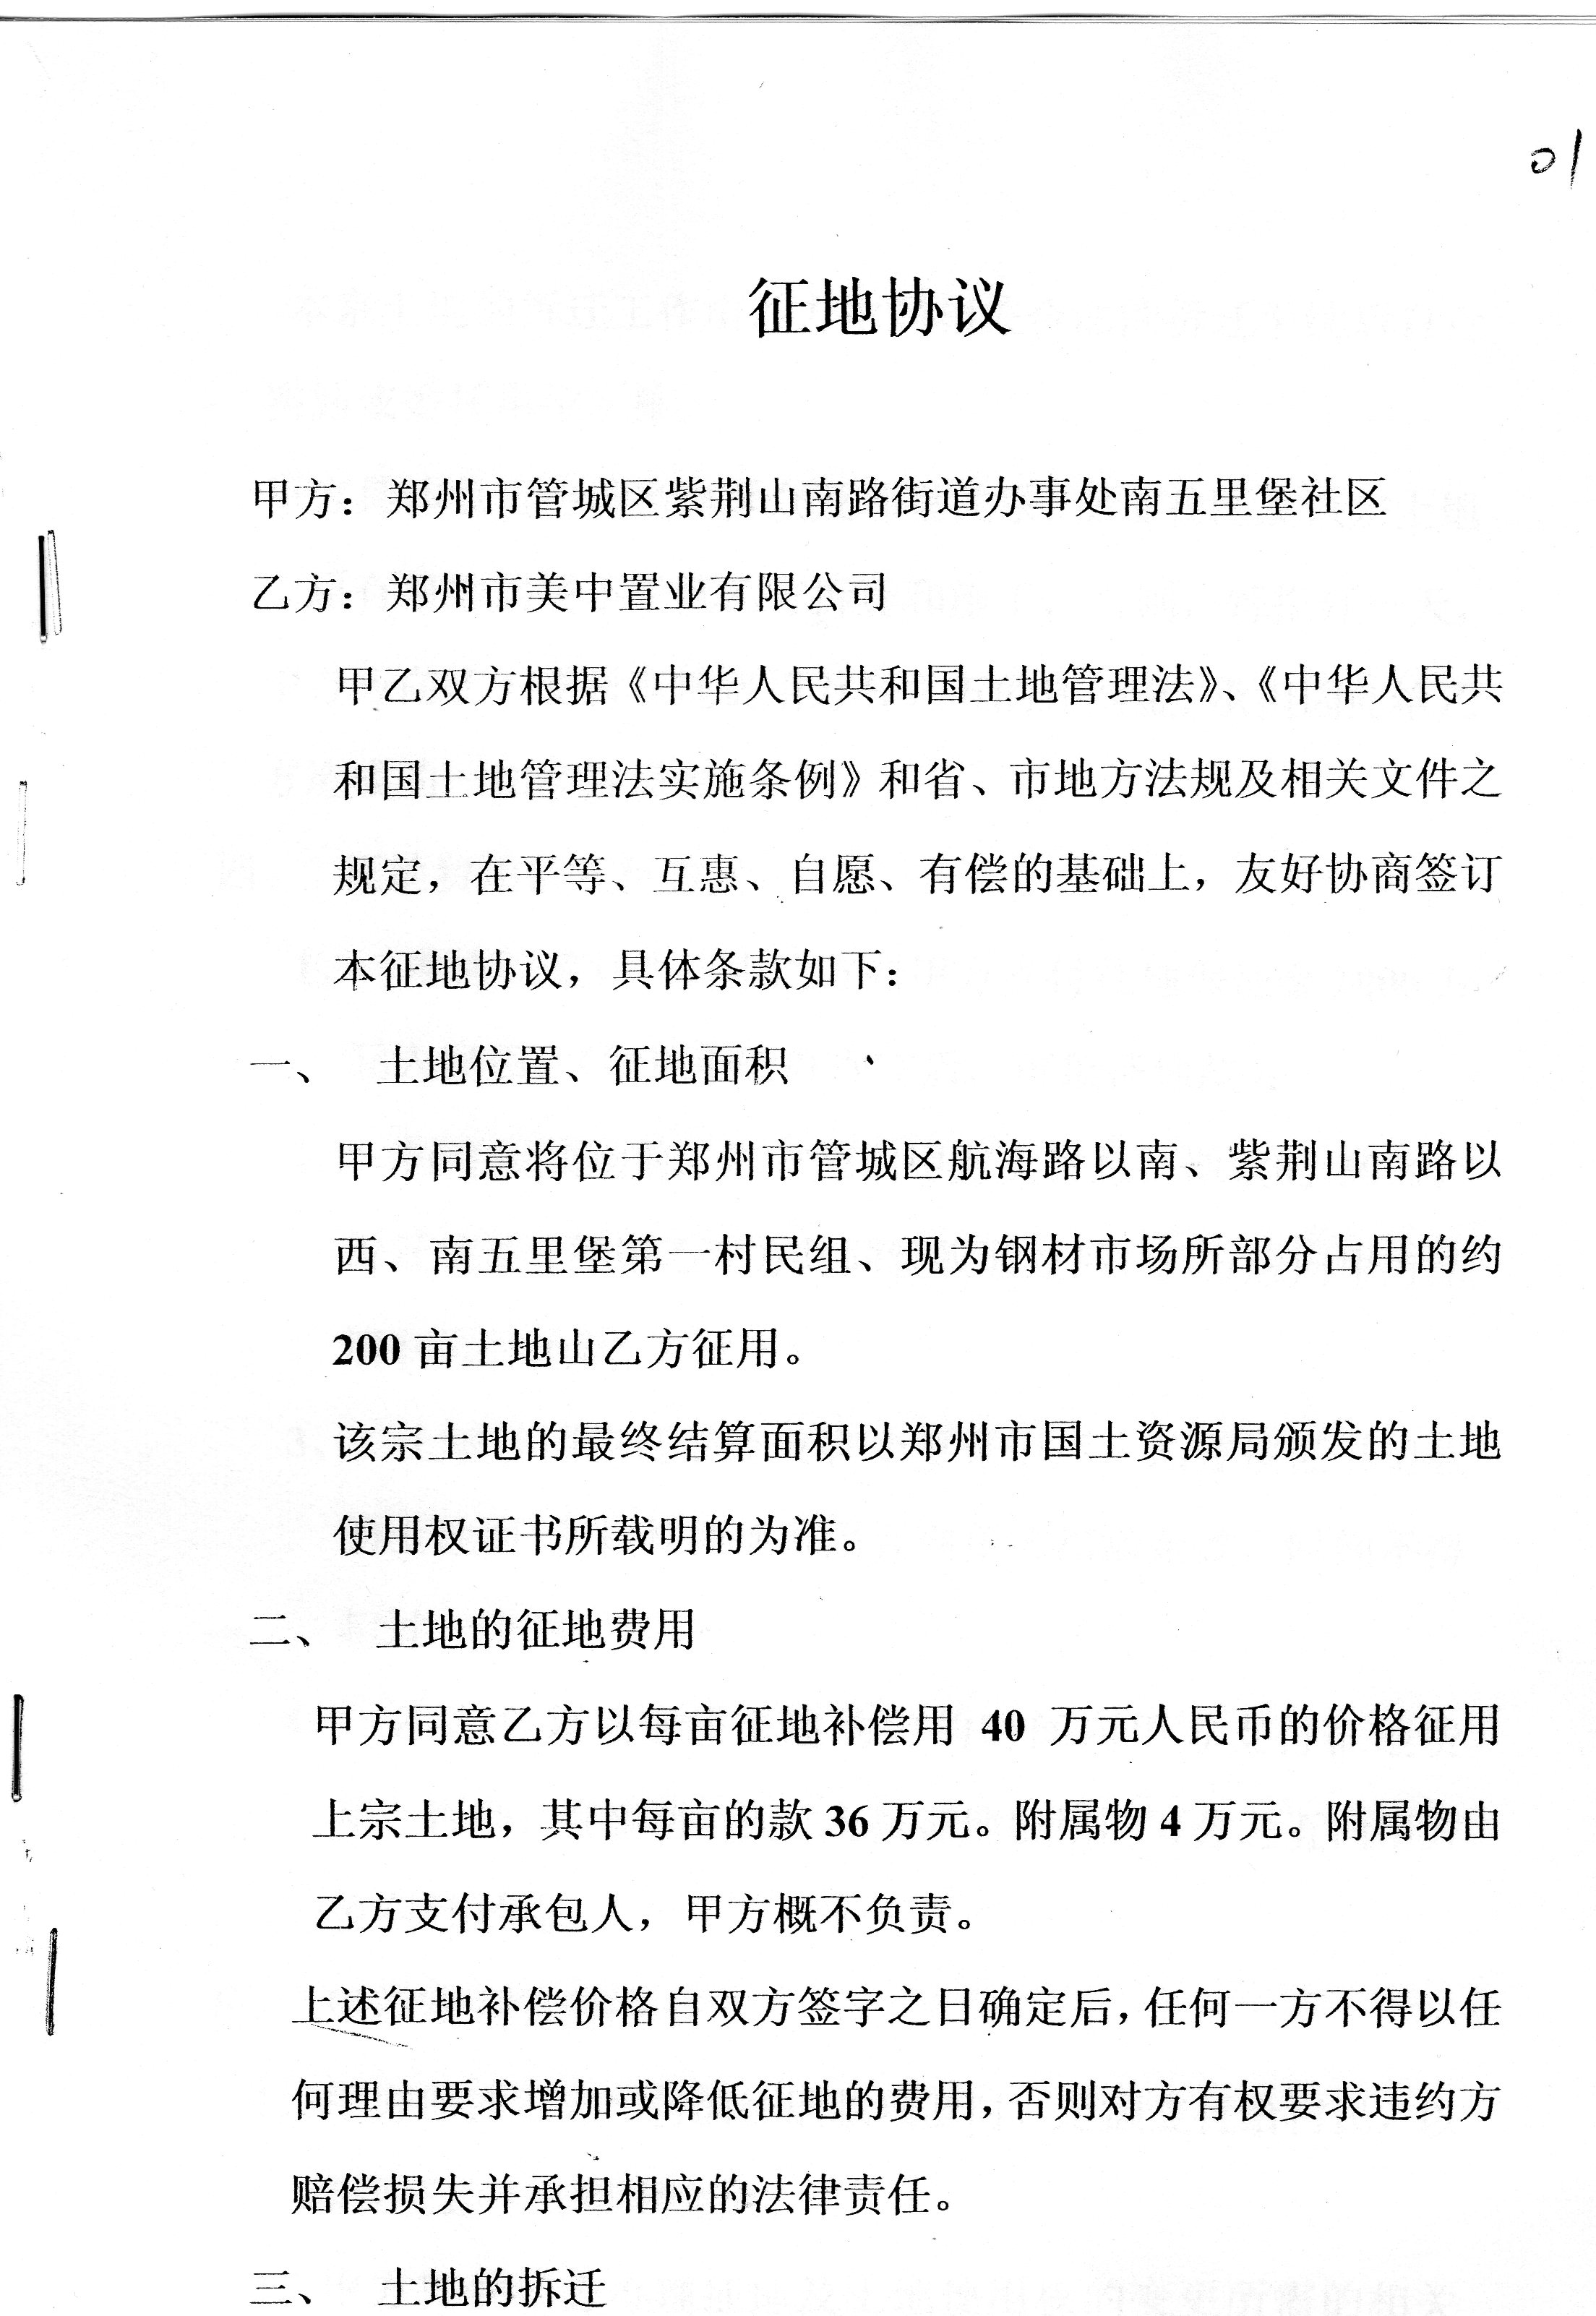 01
征地协议
甲方：郑州市管城区紫荆山南路街道办事处南五里堡社区
乙方：郑州市美中置业有限公司
甲乙双方根据《中华人民共和国土地管理法》、《中华人民共
和国土地管理法实施条例》和省、市地方法规及相关文件之
规定，在平等、互惠、自愿、有偿的基础上，友好协商签订
本征地协议，具体条款如下：
一、 土地位置、征地面积
甲方同意将位于郑州市管城区航海路以南、紫荆山南路以
西、南五里堡第一村民组、现为钢材市场所部分占用的约
200 亩土地山乙方征用。
该宗土地的最终结算面积以郑州市国土资源局颁发的土地
使用权证书所载明的为准。
二、 土地的征地费用
甲方同意乙方以每亩征地补偿用 40 万元人民币的价格征用
上宗土地，其中每亩的款 36 万元。附属物 4 万元。附属物由
乙方支付承包人，甲方概不负责。
上述征地补偿价格自双方签字之日确定后，任何一方不得以任
何理由要求增加或降低征地的费用，否则对方有权要求违约方
赔偿损失并承担相应的法律责任。
三、 土地的拆迁